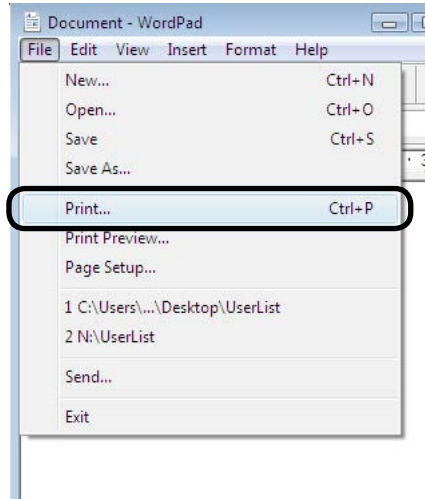 Document - WordPad
File Edit View Insert Format Help
New... Ctrl+N
Open... Ctrl+O
Save Ctrl+S
Save As...
Print... Ctrl+P
Print Preview...
Page Setup...
1 C:\Users\...\Desktop\UserList
2 N:\UserList
Send...
Exit